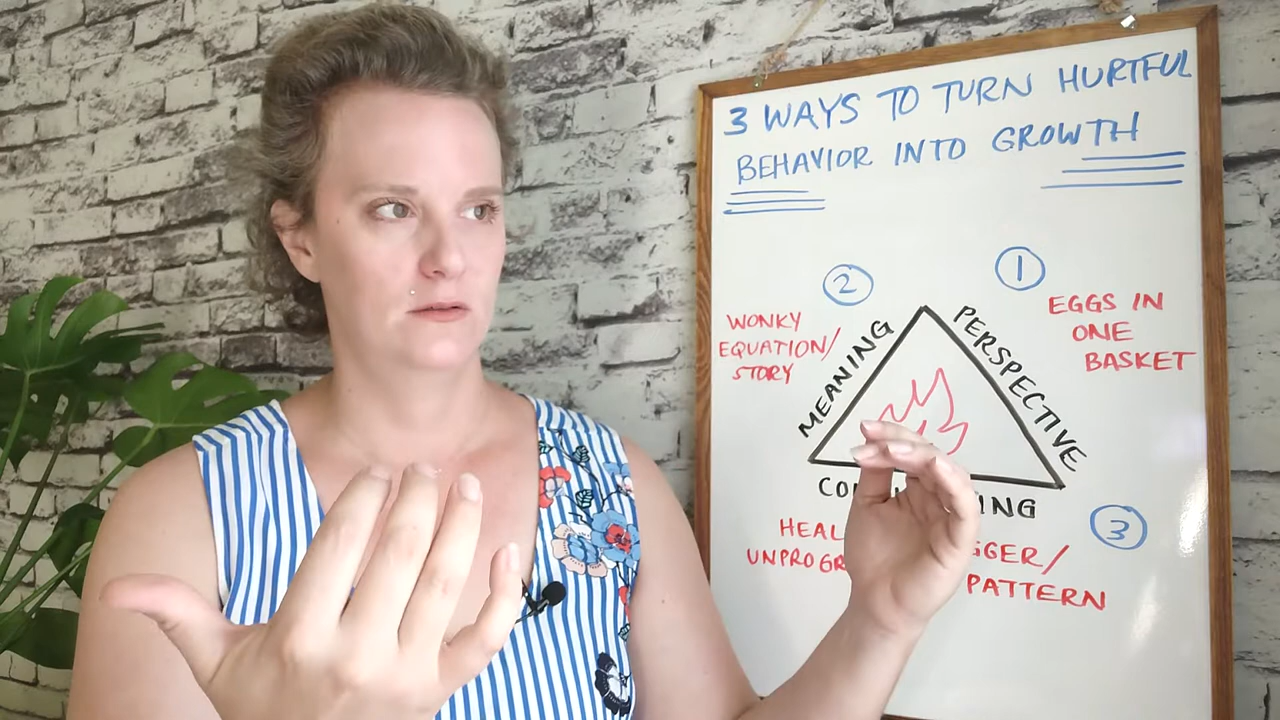 3 WAYS TO TURN HURTFUL
BEHAVIOR INTO GROWTH
2
1
WONKY
EQUATION/
STORY
MEANING
PERSPECTIVE
EGGS IN
ONE
BASKET
3
PATTERN